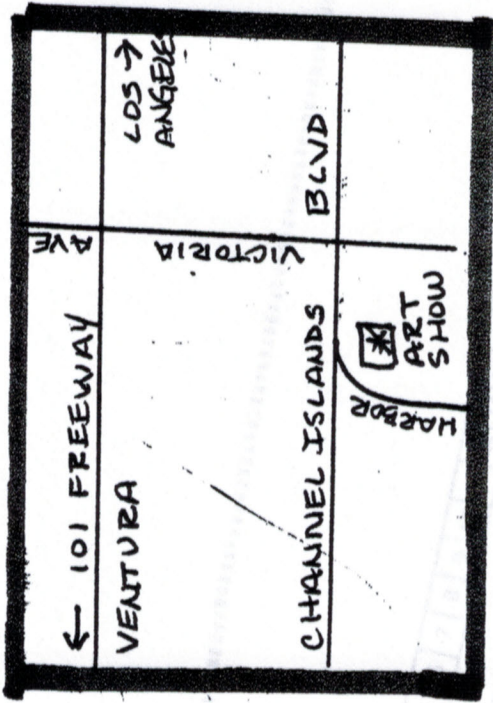 ← 101 FREEWAY
VENTURA
LOS →
ANGELES
VICTORIA
AVE
CHANNEL ISLANDS
BLVD
HARBOR
ART
SHOW